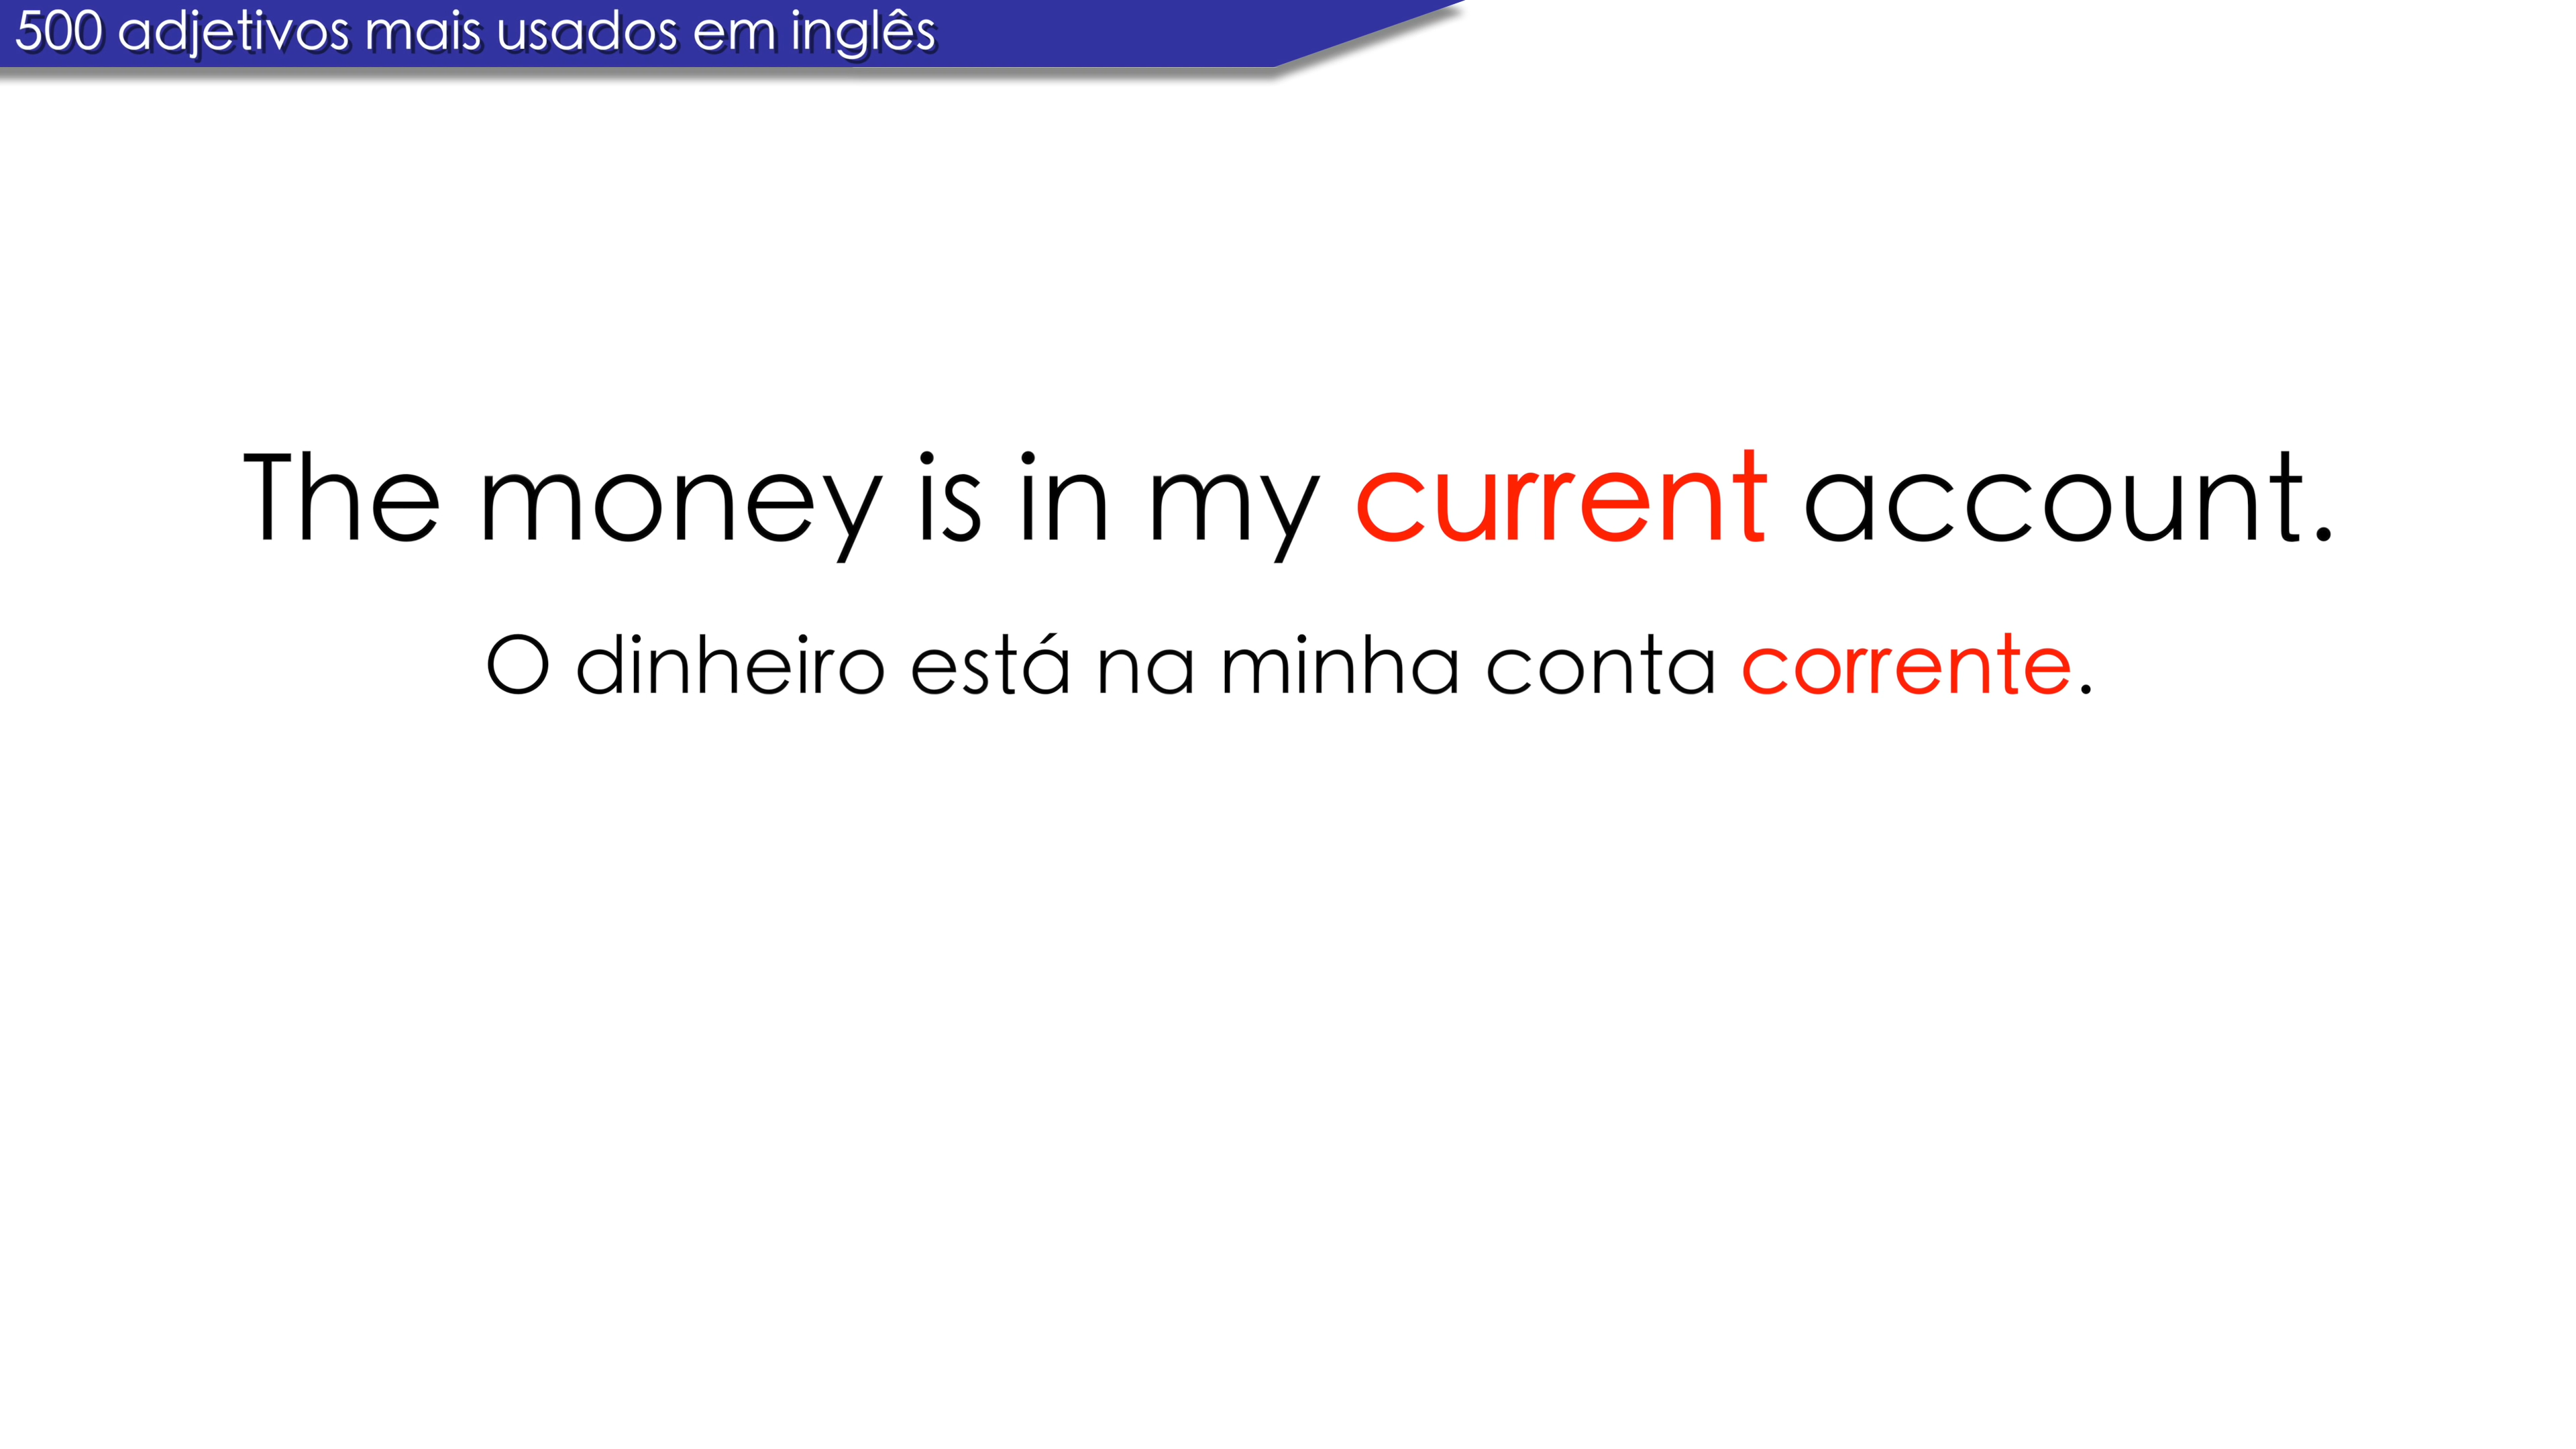 500 adjetivos mais usados em inglês
The money is in my current account.
O dinheiro está na minha conta corrente.